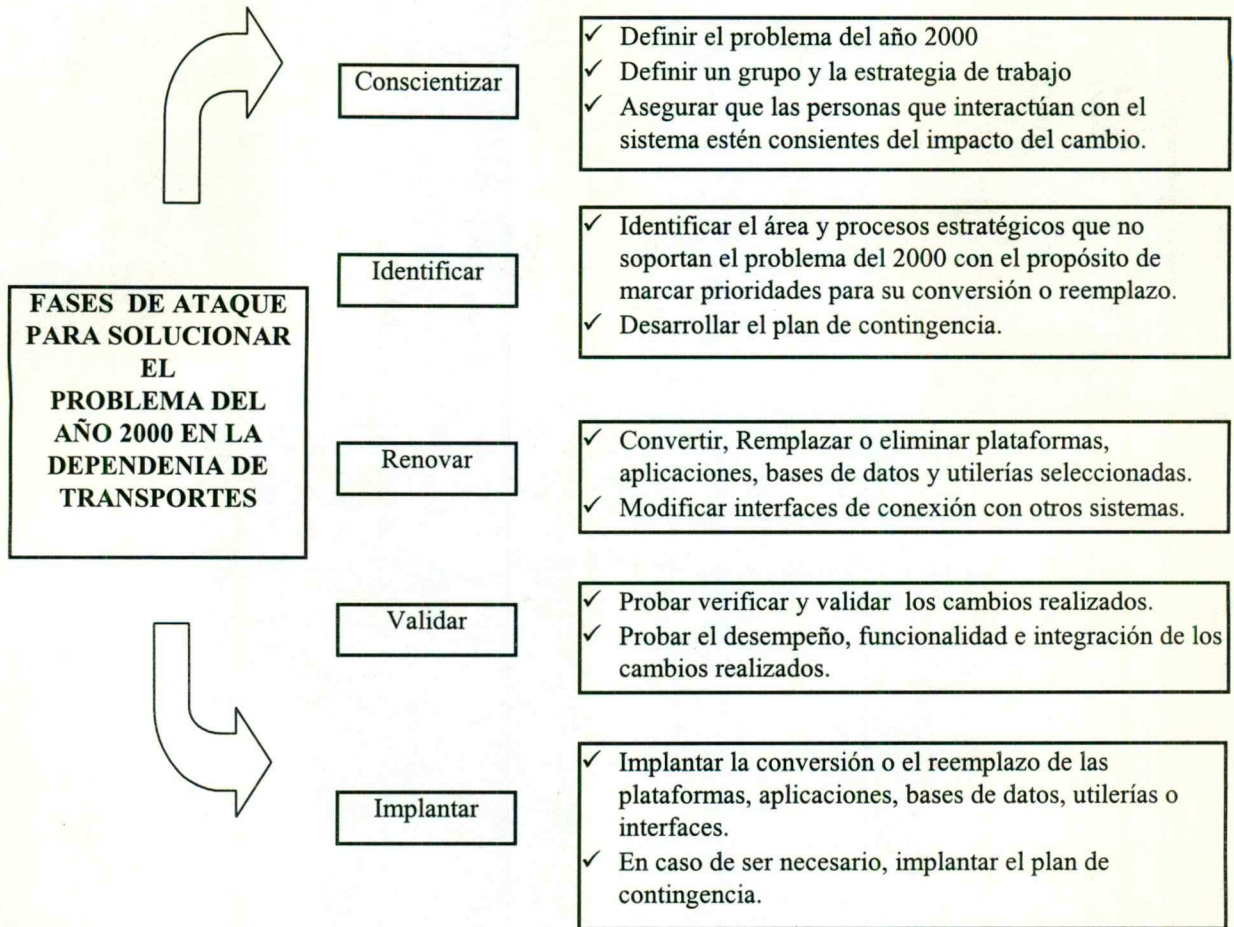 Conscientizar
✓ Definir el problema del año 2000
✓ Definir un grupo y la estrategia de trabajo
✓ Asegurar que las personas que interactúan con el
sistema estén consientes del impacto del cambio.
FASES DE ATAQUE
PARA SOLUCIONAR
EL
PROBLEMA DEL
AÑO 2000 EN LA
DEPENDENIA DE
TRANSPORTES
Identificar
✓ Identificar el área y procesos estratégicos que no
soportan el problema del 2000 con el propósito de
marcar prioridades para su conversión o reemplazo.
✓ Desarrollar el plan de contingencia.
Renovar
✓ Convertir, Remplazar o eliminar plataformas,
aplicaciones, bases de datos y utilerías seleccionadas.
✓ Modificar interfaces de conexión con otros sistemas.
Validar
✓ Probar verificar y validar los cambios realizados.
✓ Probar el desempeño, funcionalidad e integración de los
cambios realizados.
Implantar
✓ Implantar la conversión o el reemplazo de las
plataformas, aplicaciones, bases de datos, utilerías o
interfaces.
✓ En caso de ser necesario, implantar el plan de
contingencia.